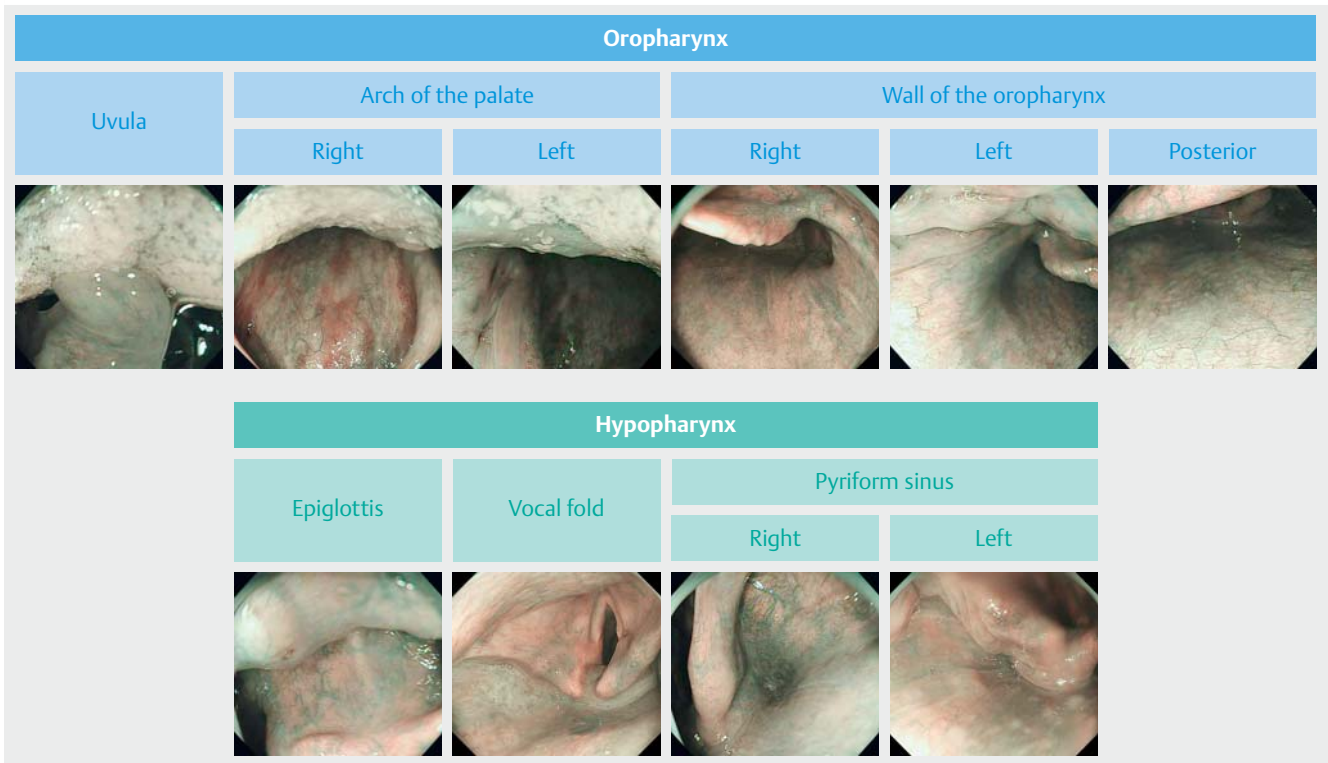 Oropharynx
Uvula
Arch of the palate
Wall of the oropharynx
Right
Left
Right
Left
Posterior
Hypopharynx
Epiglottis
Vocal fold
Pyriform sinus
Right
Left